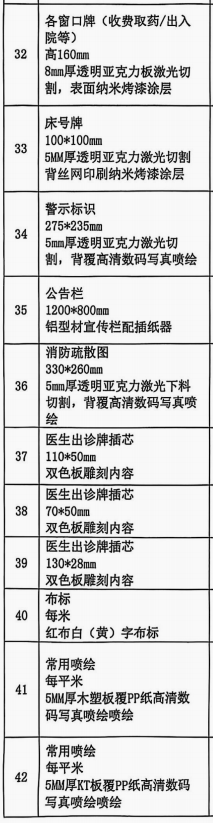 32
各窗口牌（收费取药/出入
院等）
高160mm
8mm厚透明亚克力板激光切
割，表面纳米烤漆涂层
33
床号牌
100*100mm
5MM厚透明亚克力激光切割
背丝网印刷纳米烤漆涂层
34
警示标识
275*235mm
5mm厚透明亚克力激光切
割，背覆高清数码写真喷绘
35
公告栏
1200*800mm
铝型材宣传栏配插纸器
36
消防疏散图
330*260mm
5mm厚透明亚克力激光下料
切割，背覆高清数码写真喷
绘
37
医生出诊牌插芯
110*50mm
双色板雕刻内容
38
医生出诊牌插芯
70*50mm
双色板雕刻内容
39
医生出诊牌插芯
130*28mm
双色板雕刻内容
40
布标
每米
红布白（黄）字布标
41
常用喷绘
每平米
5MM厚木塑板覆PP纸高清数
码写真喷绘喷绘
42
常用喷绘
每平米
5MM厚KT板覆PP纸高清数码
写真喷绘喷绘